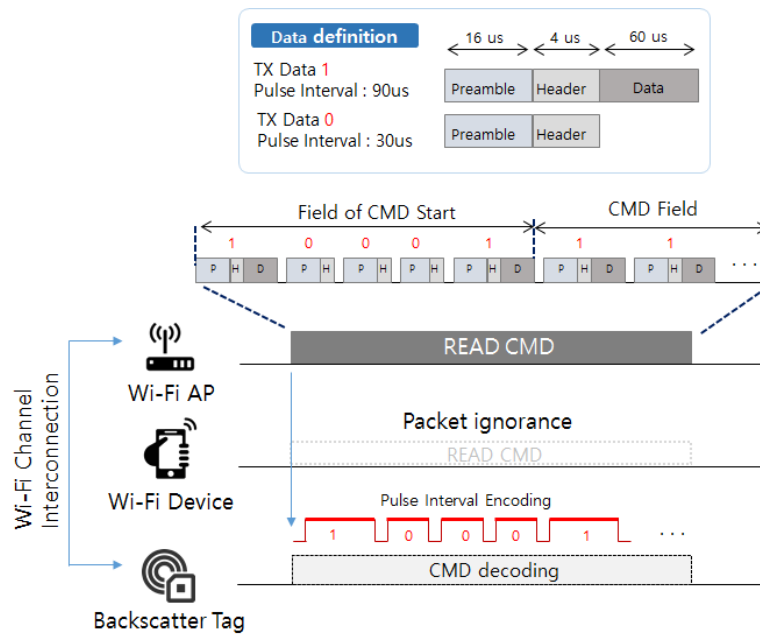 Data definition
16 us 4 us 60 us
TX Data 1
Pulse Interval : 90us
Preamble Header Data
TX Data 0
Pulse Interval : 30us
Preamble Header
Field of CMD Start CMD Field
1 0 0 0 1 1 1
P H D P H P H P H P H D P H D P H D . . .
READ CMD
Wi-Fi AP
Wi-Fi Channel
Interconnection
Packet ignorance
READ CMD
Wi-Fi Device
Pulse Interval Encoding
1 0 0 0 1 . . .
CMD decoding
Backscatter Tag